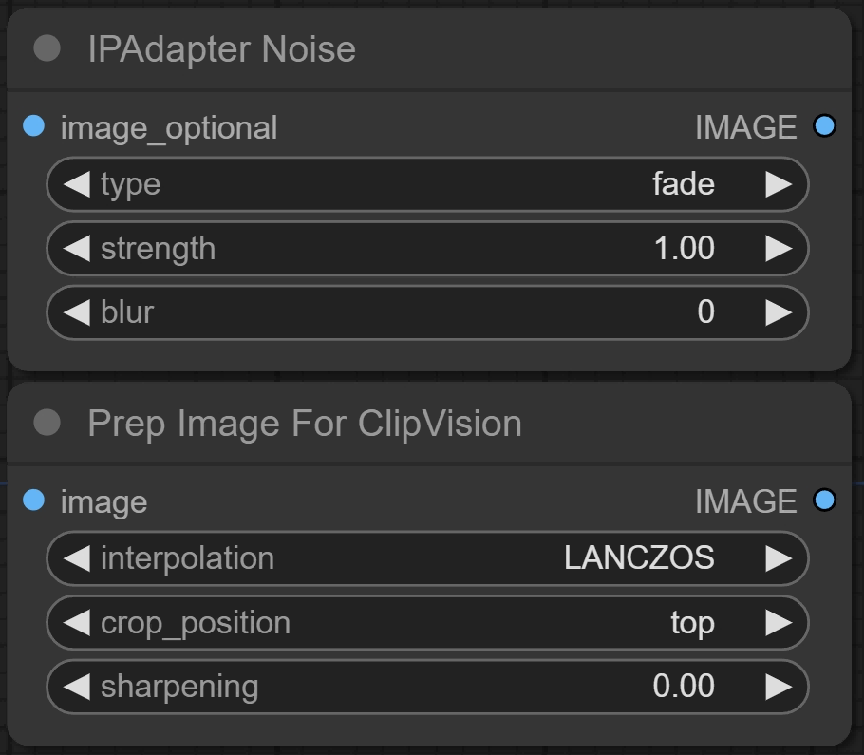 IPAdapter Noise
image_optional IMAGE
type fade
strength 1.00
blur 0
Prep Image For ClipVision
image IMAGE
interpolation LANCZOS
crop_position top
sharpening 0.00